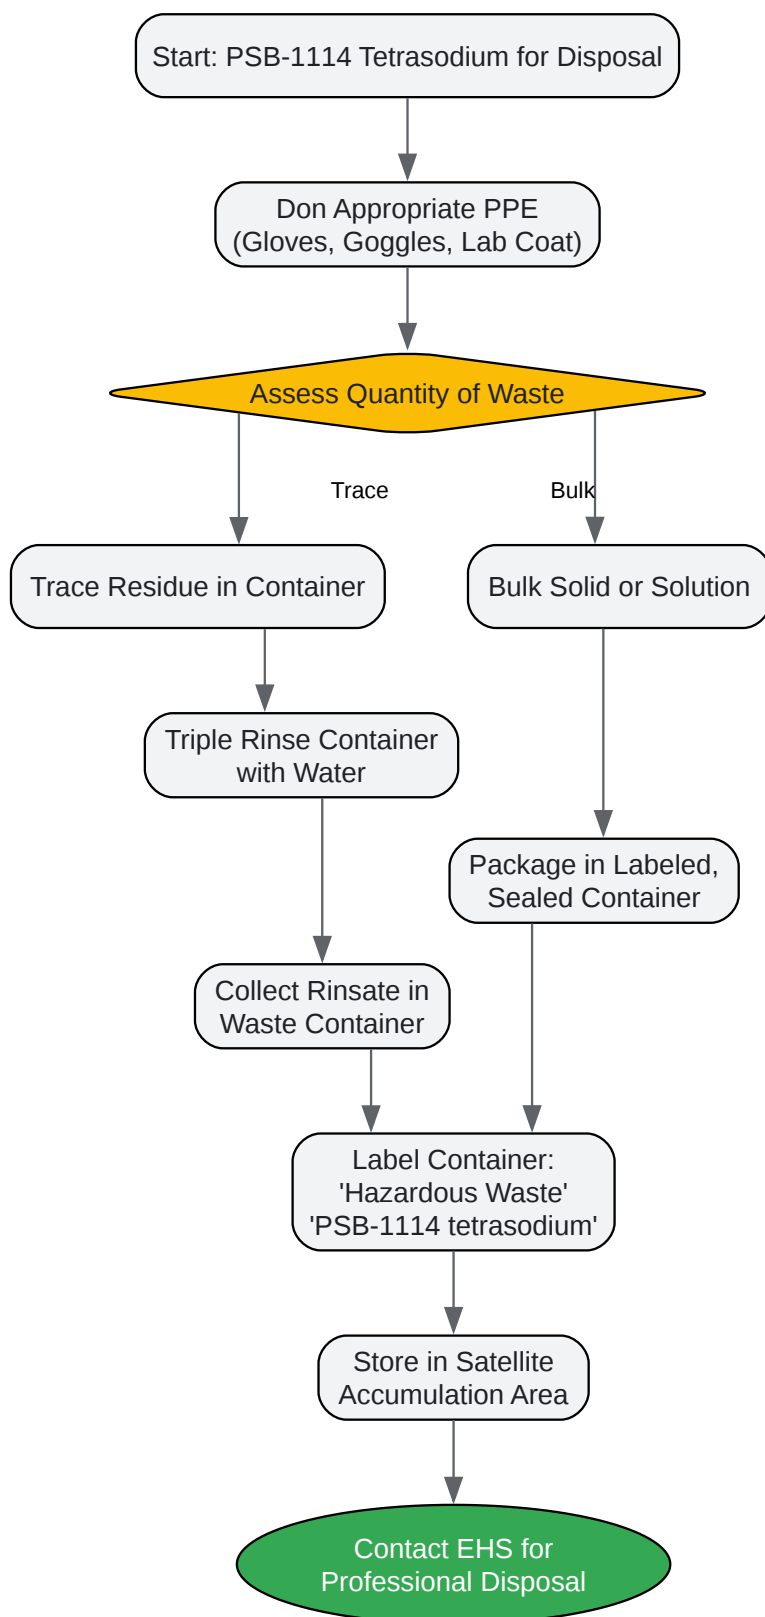 Start: PSB-1114 Tetrasodium for Disposal
Don Appropriate PPE
(Gloves, Goggles, Lab Coat)
Assess Quantity of Waste
Trace
Bulk
Trace Residue in Container
Bulk Solid or Solution
Triple Rinse Container
with Water
Package in Labeled,
Sealed Container
Collect Rinsate in
Waste Container
Label Container:
'Hazardous Waste'
'PSB-1114 tetrasodium'
Store in Satellite
Accumulation Area
Contact EHS for
Professional Disposal